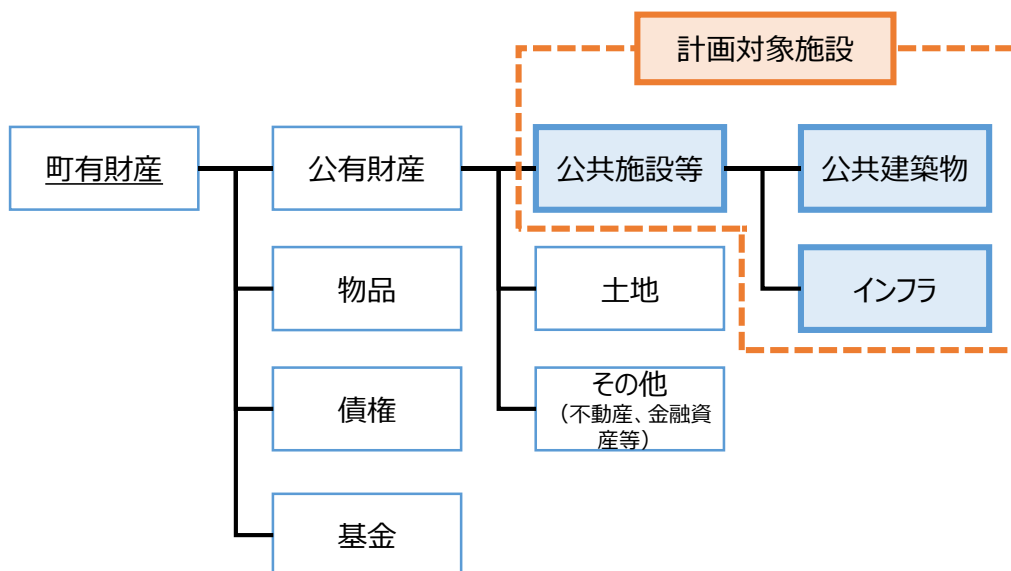 計画対象施設
町有財産
公有財産
公共施設等
公共建築物
物品
土地
インフラ
債権
その他
（不動産、金融資
産等）
基金